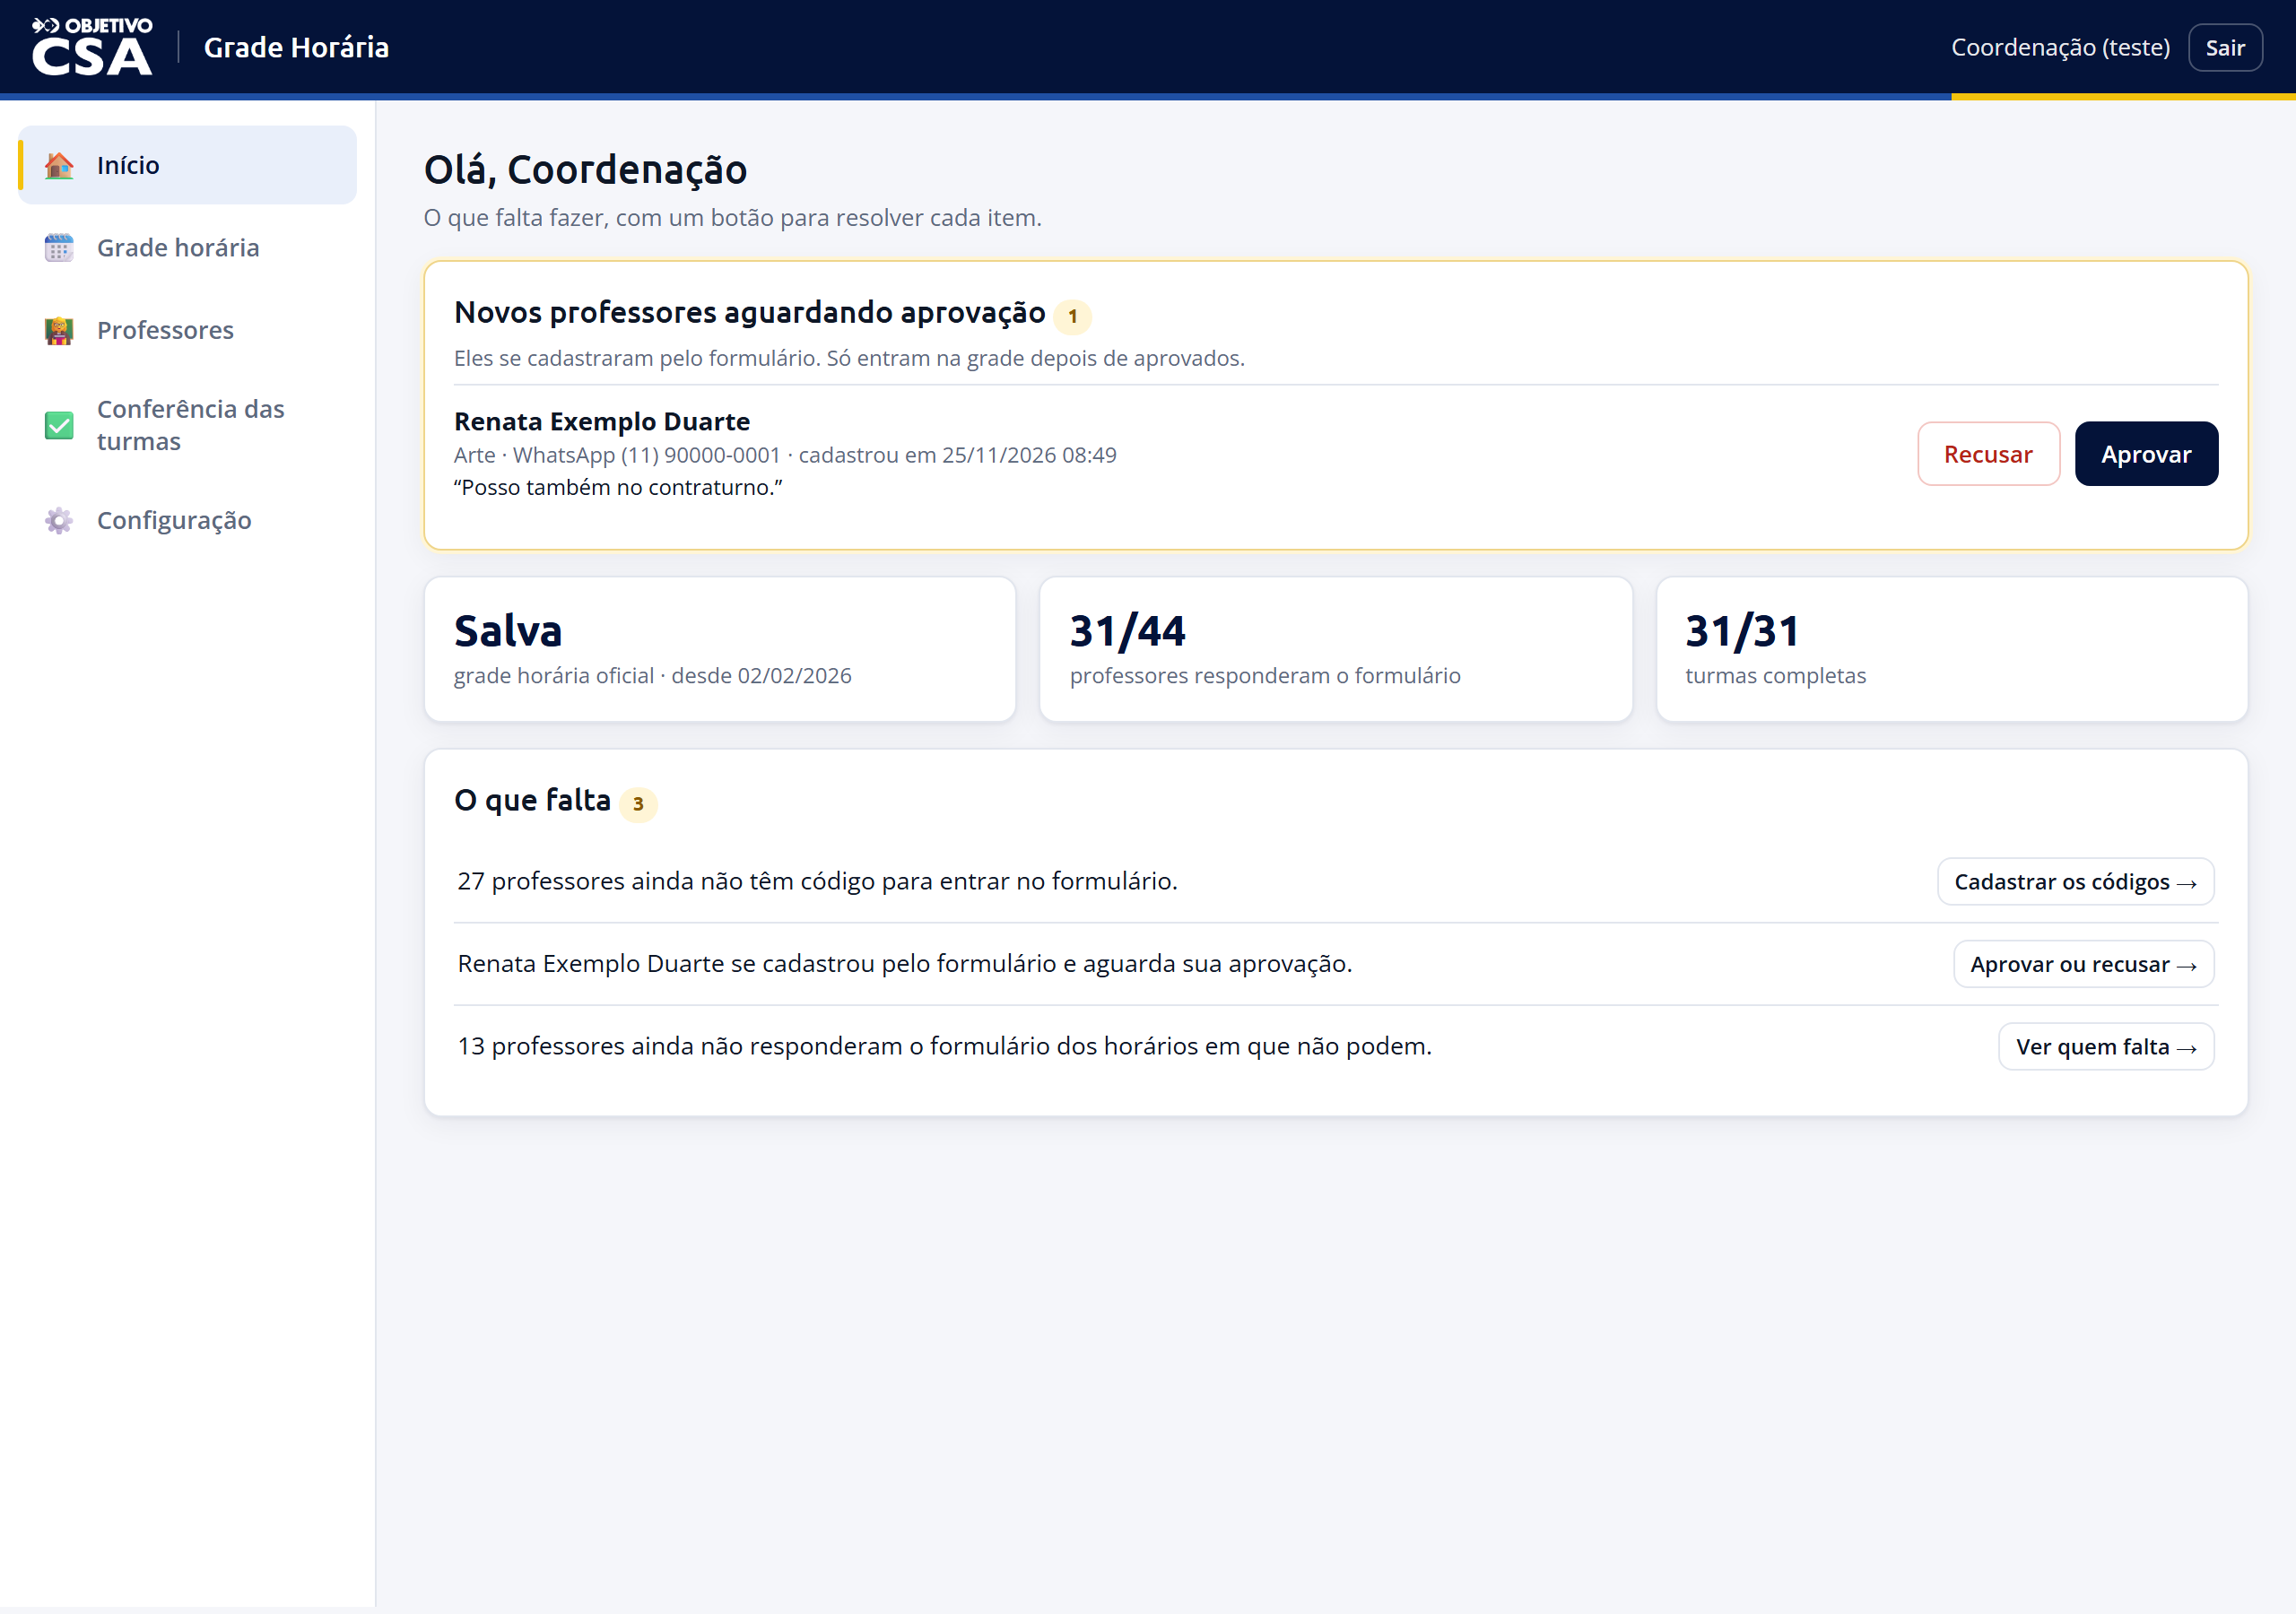 OBJETIVO
CSA
Grade Horária
Coordenação (teste)
Sair
Início
Grade horária
Professores
Conferência das
turmas
Configuração
Olá, Coordenação
O que falta fazer, com um botão para resolver cada item.
Novos professores aguardando aprovação 1
Eles se cadastraram pelo formulário. Só entram na grade depois de aprovados.
Renata Exemplo Duarte
Arte · WhatsApp (11) 90000-0001 · cadastrou em 25/11/2026 08:49
“Posso também no contraturno.”
Recusar
Aprovar
Salva
grade horária oficial · desde 02/02/2026
31/44
professores responderam o formulário
31/31
turmas completas
O que falta 3
27 professores ainda não têm código para entrar no formulário.
Cadastrar os códigos →
Renata Exemplo Duarte se cadastrou pelo formulário e aguarda sua aprovação.
Aprovar ou recusar →
13 professores ainda não responderam o formulário dos horários em que não podem.
Ver quem falta →